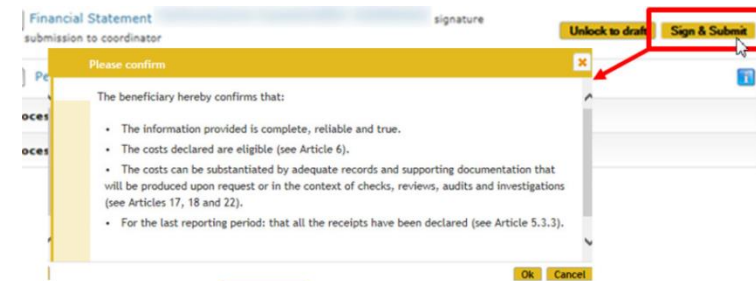 Financial Statement signature
submission to coordinator
Unlock to draft Sign & Submit
Please confirm
Pe
The beneficiary hereby confirms that:
oces
• The information provided is complete, reliable and true.
oces
• The costs declared are eligible (see Article 6).
• The costs can be substantiated by adequate records and supporting documentation that
will be produced upon request or in the context of checks, reviews, audits and investigations
(see Articles 17, 18 and 22).
• For the last reporting period: that all the receipts have been declared (see Article 5.3.3).
Ok Cancel